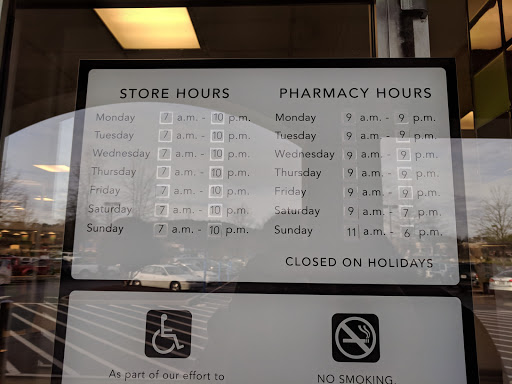 STORE HOURS
Monday 7 a.m. - 10 p.m.
Tuesday 7 a.m. - 10 p.m.
Wednesday 7 a.m. - 10 p.m.
Thursday 7 a.m. - 10 p.m.
Friday 7 a.m. - 10 p.m.
Saturday 7 a.m. - 10 p.m.
Sunday 7 a.m. - 10 p.m.
PHARMACY HOURS
Monday 9 a.m. - 9 p.m.
Tuesday 9 a.m. - 9 p.m.
Wednesday 9 a.m. - 9 p.m.
Thursday 9 a.m. - 9 p.m.
Friday 9 a.m. - 9 p.m.
Saturday 9 a.m. - 7 p.m.
Sunday 11 a.m. - 6 p.m.
CLOSED ON HOLIDAYS
As part of our effort to
NO SMOKING.